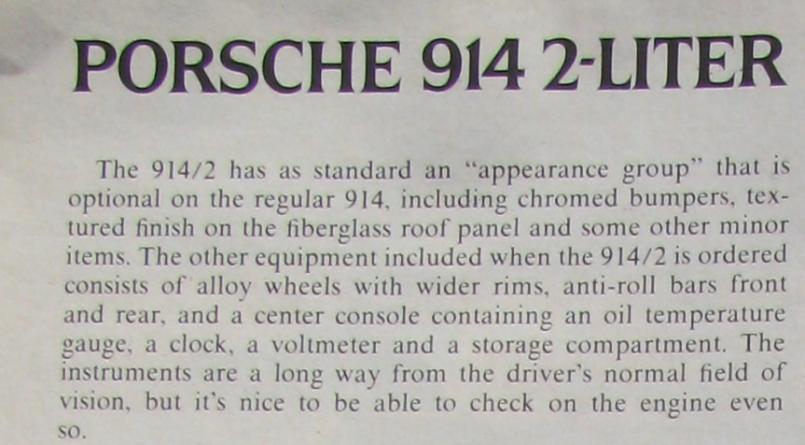 PORSCHE 914 2-LITER
The 914/2 has as standard an “appearance group” that is
optional on the regular 914, including chromed bumpers, tex-
tured finish on the fiberglass roof panel and some other minor
items. The other equipment included when the 914/2 is ordered
consists of alloy wheels with wider rims, anti-roll bars front
and rear, and a center console containing an oil temperature
gauge, a clock, a voltmeter and a storage compartment. The
instruments are a long way from the driver’s normal field of
vision, but it’s nice to be able to check on the engine even
so.